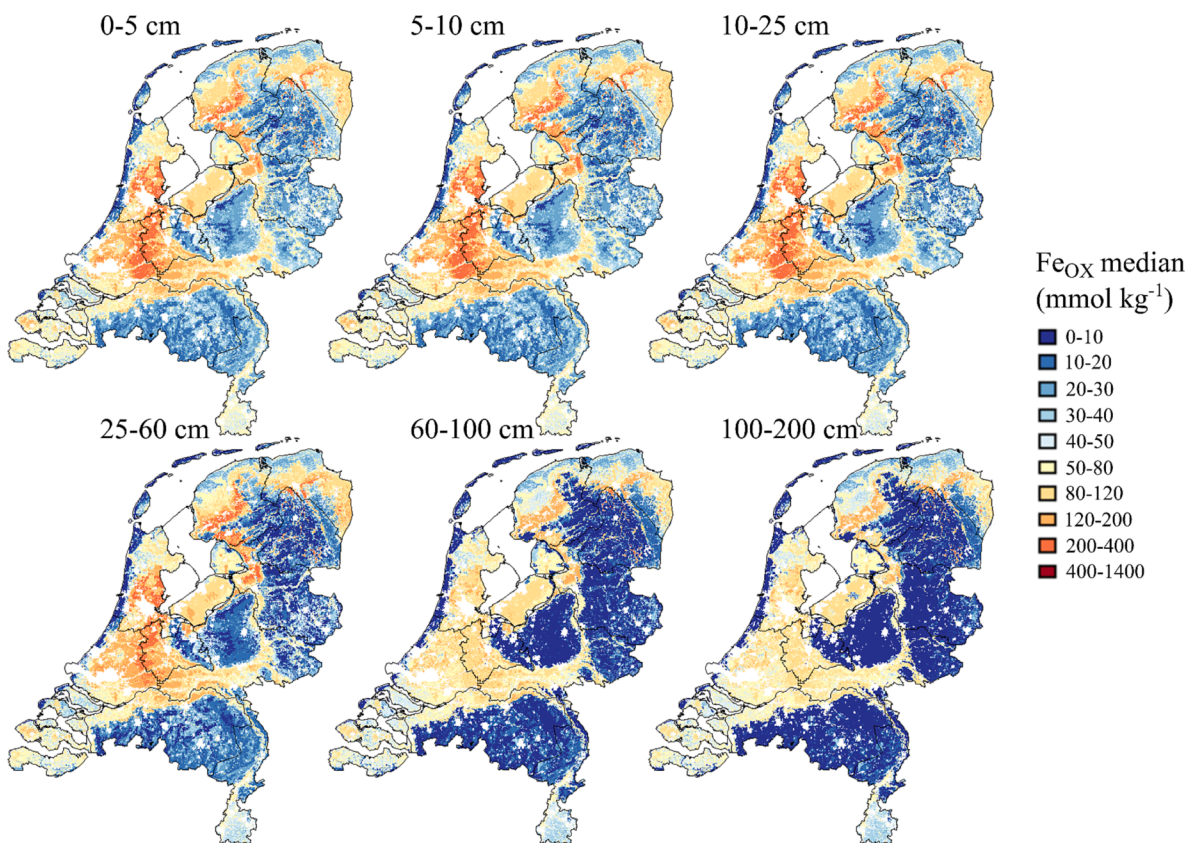 0-5 cm
5-10 cm
10-25 cm
25-60 cm
60-100 cm
100-200 cm
FeOX median
(mmol kg-1)
0-10
10-20
20-30
30-40
40-50
50-80
80-120
120-200
200-400
400-1400